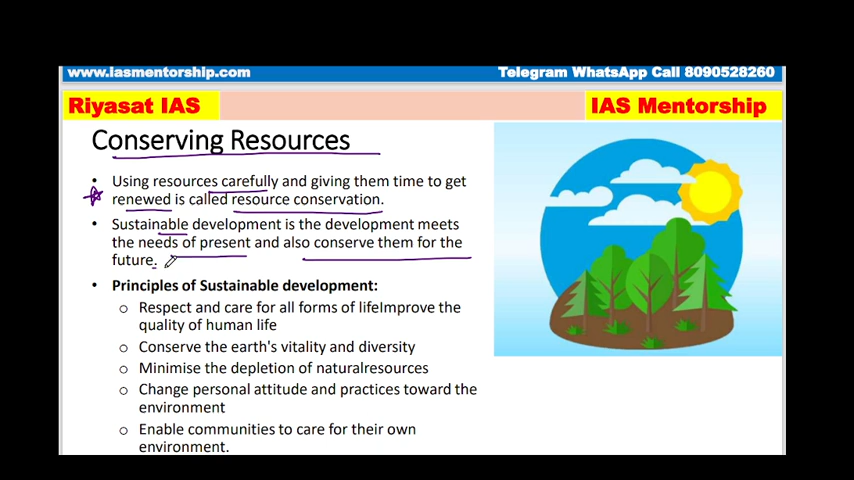 www.iasmentorship.com Telegram WhatsApp Call 8090528260
Riyasat IAS IAS Mentorship
Conserving Resources
• Using resources carefully and giving them time to get
renewed is called resource conservation.
• Sustainable development is the development meets
the needs of present and also conserve them for the
future.
• Principles of Sustainable development:
o Respect and care for all forms of lifeImprove the
quality of human life
o Conserve the earth's vitality and diversity
o Minimise the depletion of naturalresources
o Change personal attitude and practices toward the
environment
o Enable communities to care for their own
environment.